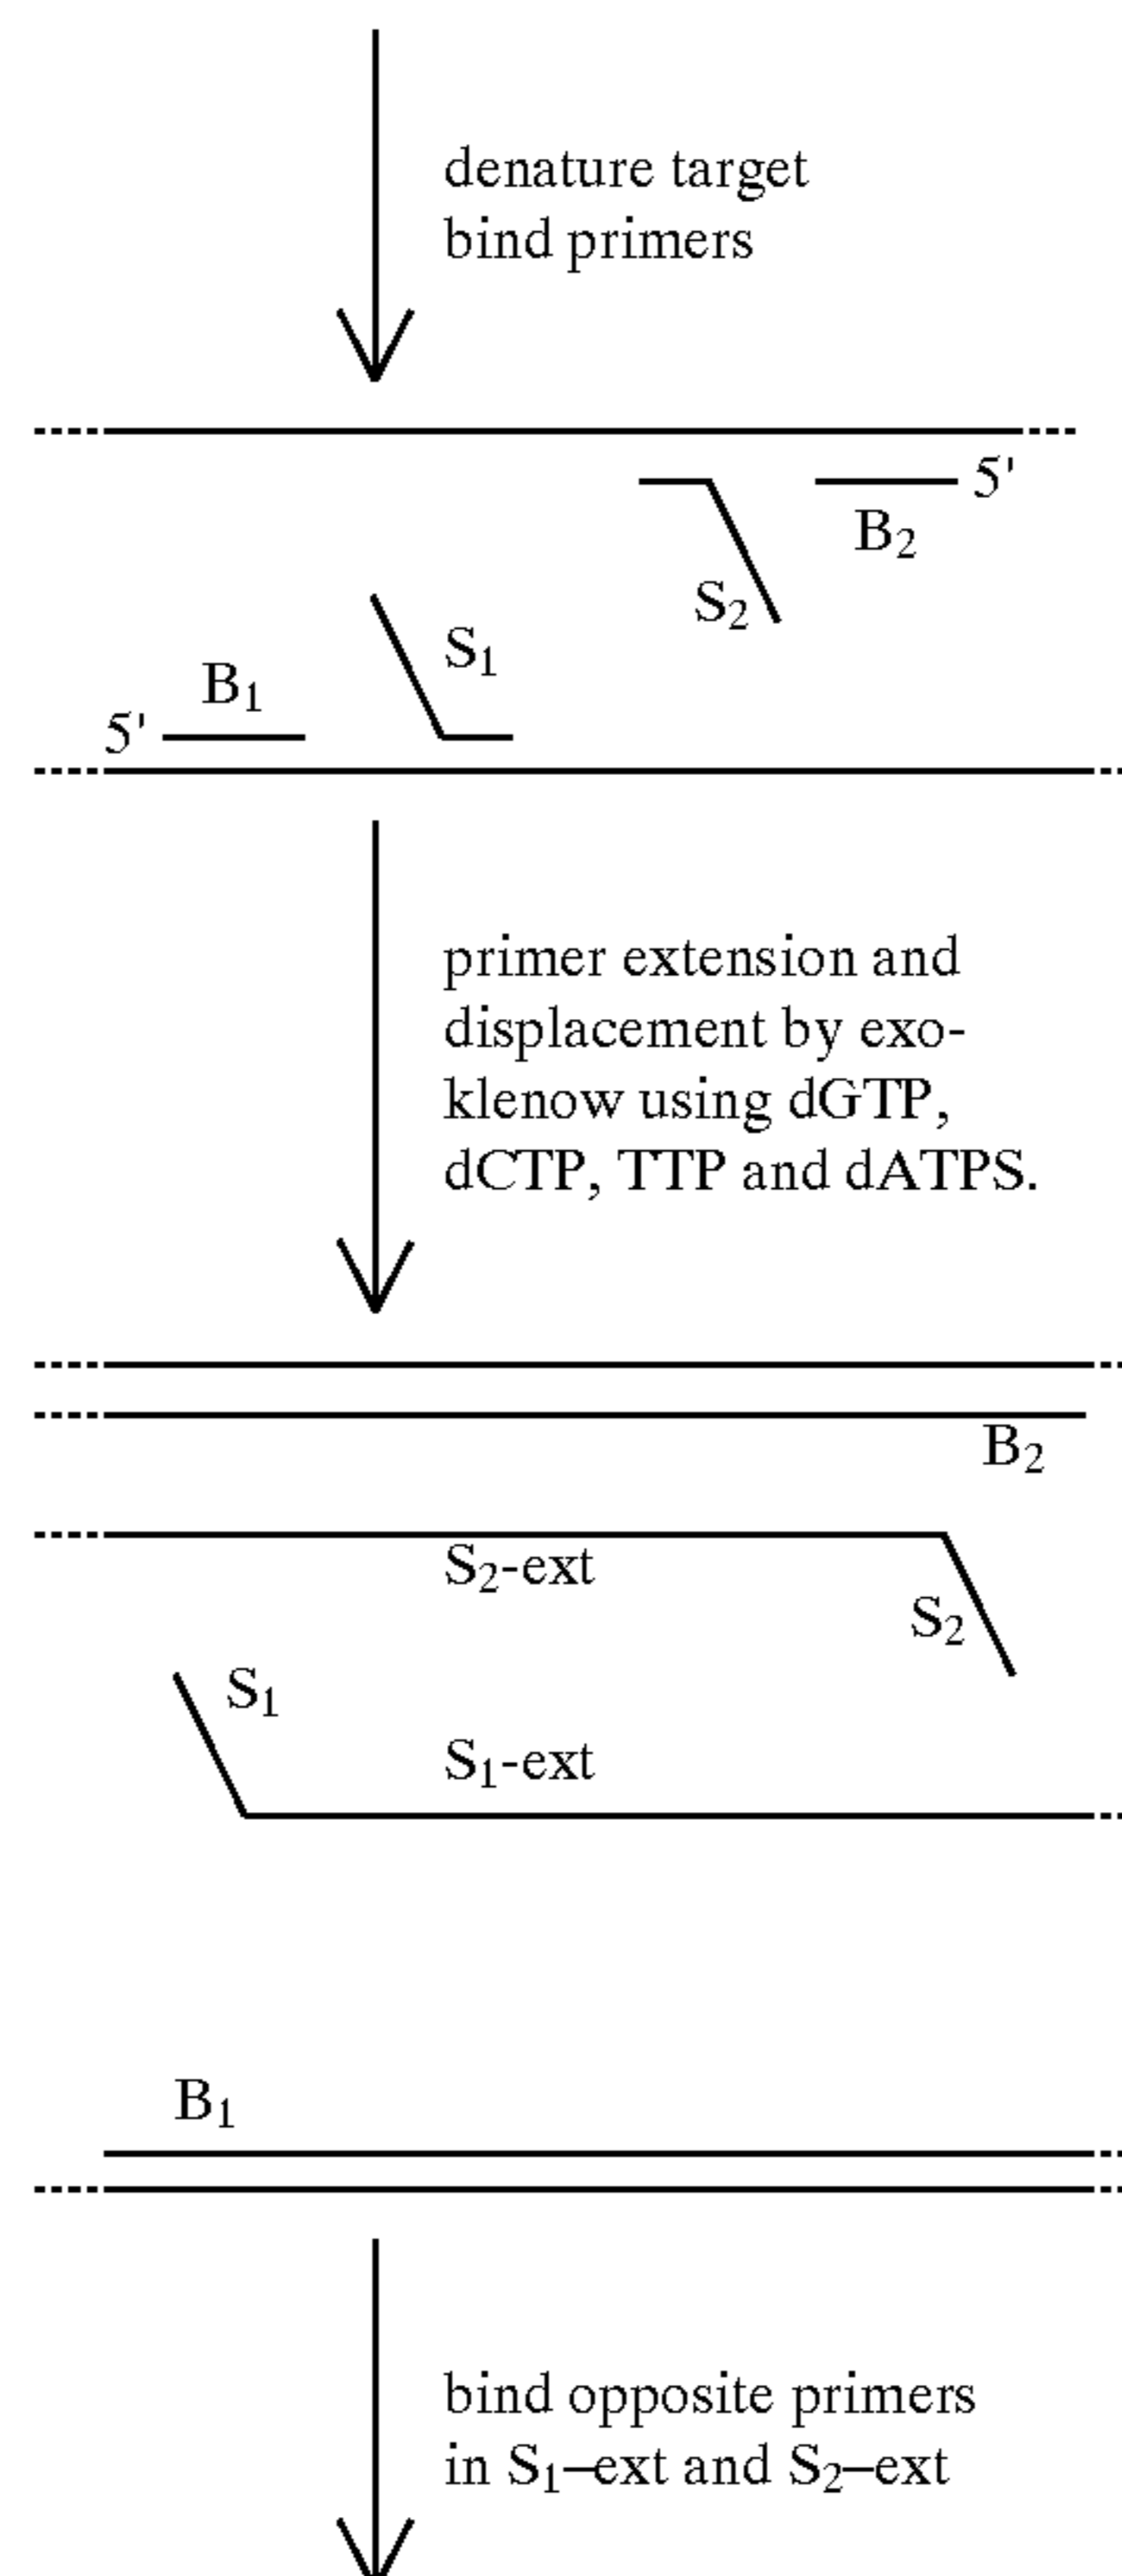 denature target
bind primers
5'
B₂
S₂
S₁
B₁
5'
primer extension and
displacement by exo-
klenow using dGTP,
dCTP, TTP and dATPS.
B₂
S₂-ext
S₂
S₁
S₁-ext
B₁
bind opposite primers
in S₁–ext and S₂–ext